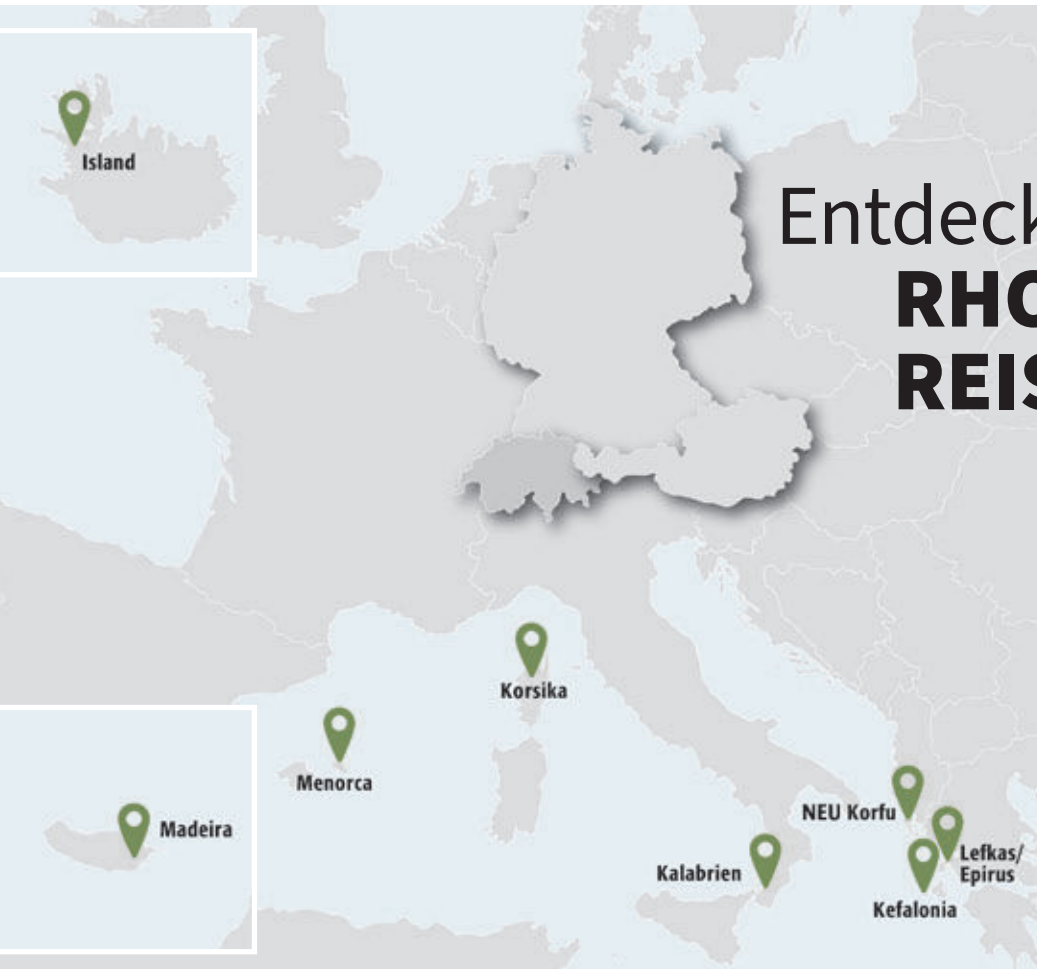 Island
Entdeck
RHO
REIS
Korsika
Menorca
Madeira
NEU Korfu
Lefkas/
Epirus
Kalabrien
Kefalonia